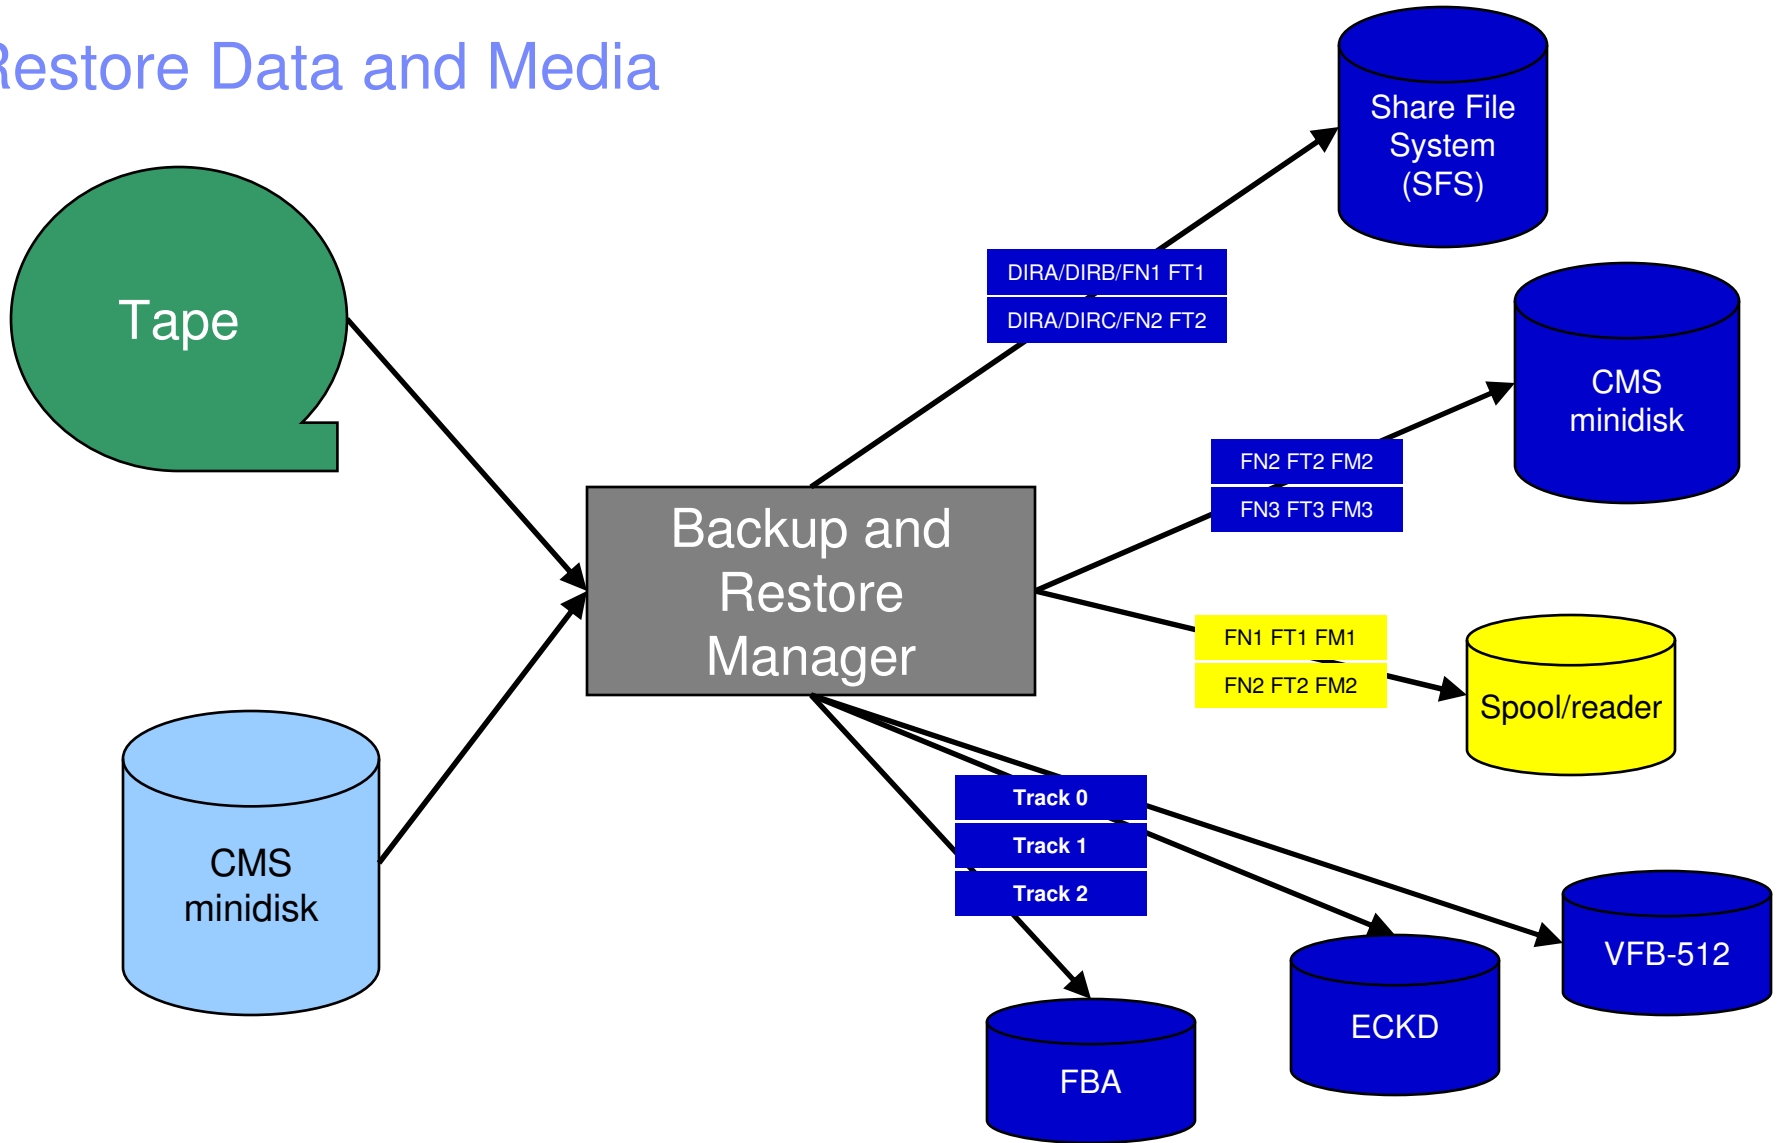 Restore Data and Media
Share File
System
(SFS)
Tape
DIRA/DIRB/FN1 FT1
DIRA/DIRC/FN2 FT2
CMS
minidisk
FN2 FT2 FM2
FN3 FT3 FM3
Backup and
Restore
Manager
FN1 FT1 FM1
FN2 FT2 FM2
Spool/reader
Track 0
Track 1
Track 2
CMS
minidisk
VFB-512
ECKD
FBA